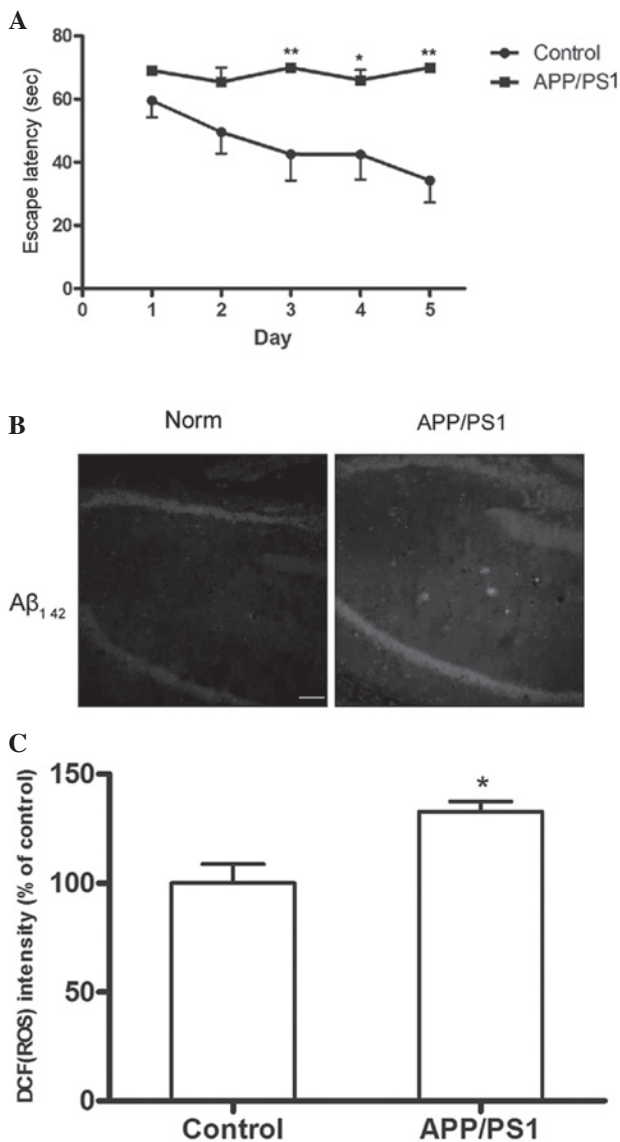 A
80
60
40
20
0
Escape latency (sec)
** * **
Control
APP/PS1
0 1 2 3 4 5
Day
B
Norm APP/PS1
Aβ1 42
C
DCF(ROS) intensity (% of control)
150
100
50
0
*
Control APP/PS1